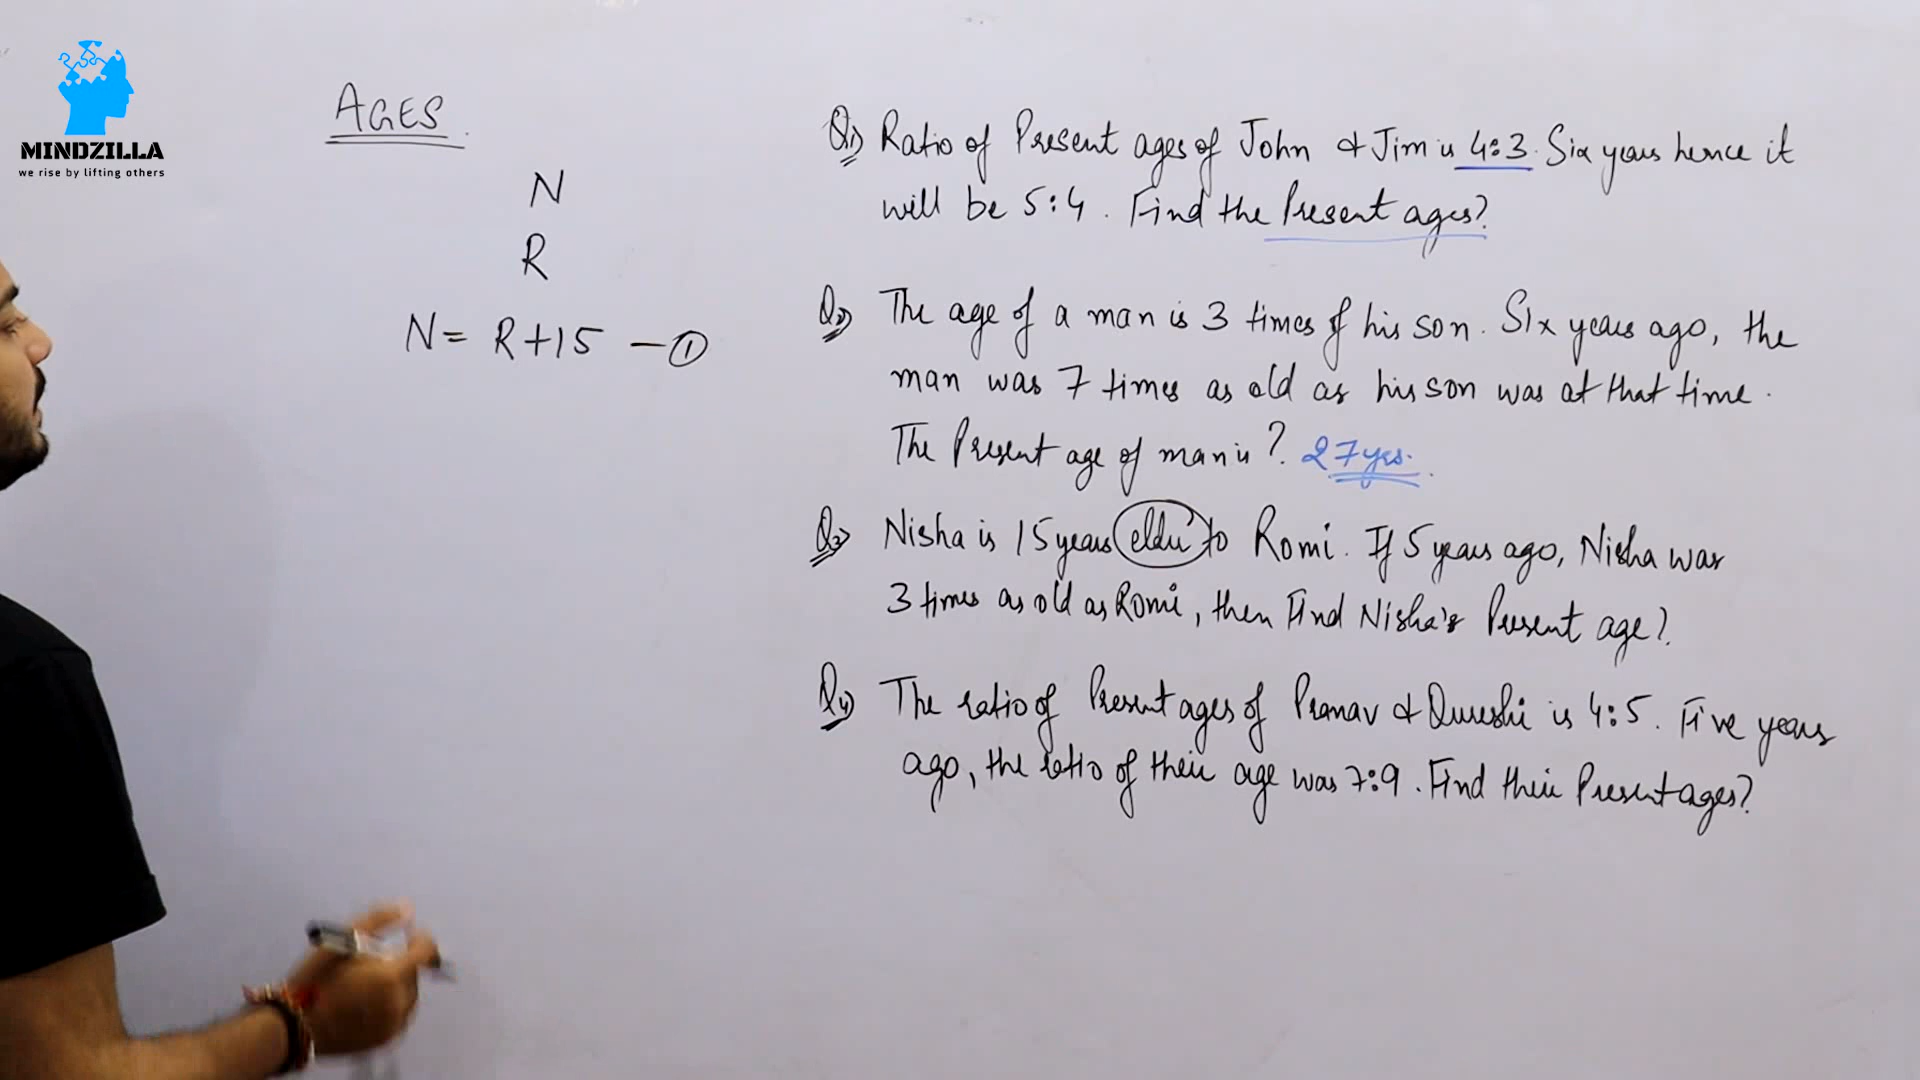 MINDZILLA
we rise by lifting others
AGES
N
R
N = R+15 — ①
Q1) Ratio of Present ages of John & Jim is 4:3. Six years hence it
will be 5:4. Find the Present ages?
Q2) The age of a man is 3 times of his son. Six years ago, the
man was 7 times as old as his son was at that time.
The Present age of man is? 27yrs.
Q3) Nisha is 15 years elder to Romi. If 5 years ago, Nisha was
3 times as old as Romi, then Find Nisha's Present age?
Q4) The ratio of Present ages of Pranav & Qureshi is 4:5. Five years
ago, the ratio of their age was 7:9. Find their Present ages?